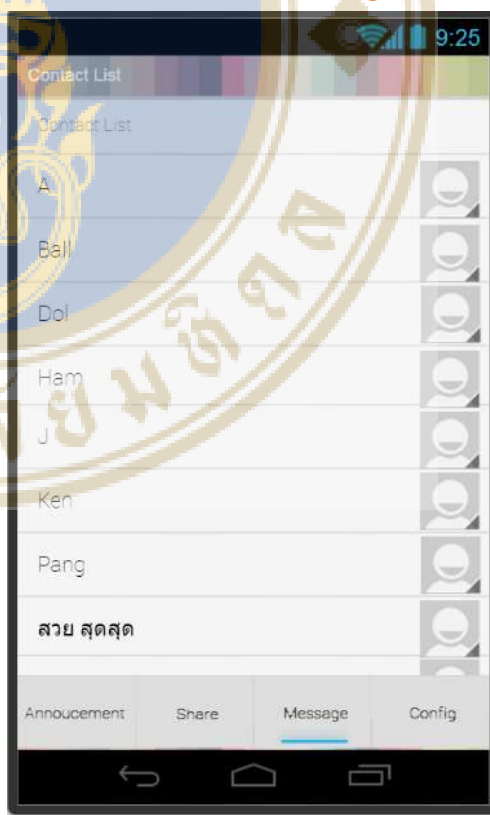 9:25
Contact List
Contact List
A
Ball
Dol
Ham
J
Ken
Pang
สวย สุดสุด
Annoucement Share Message Config